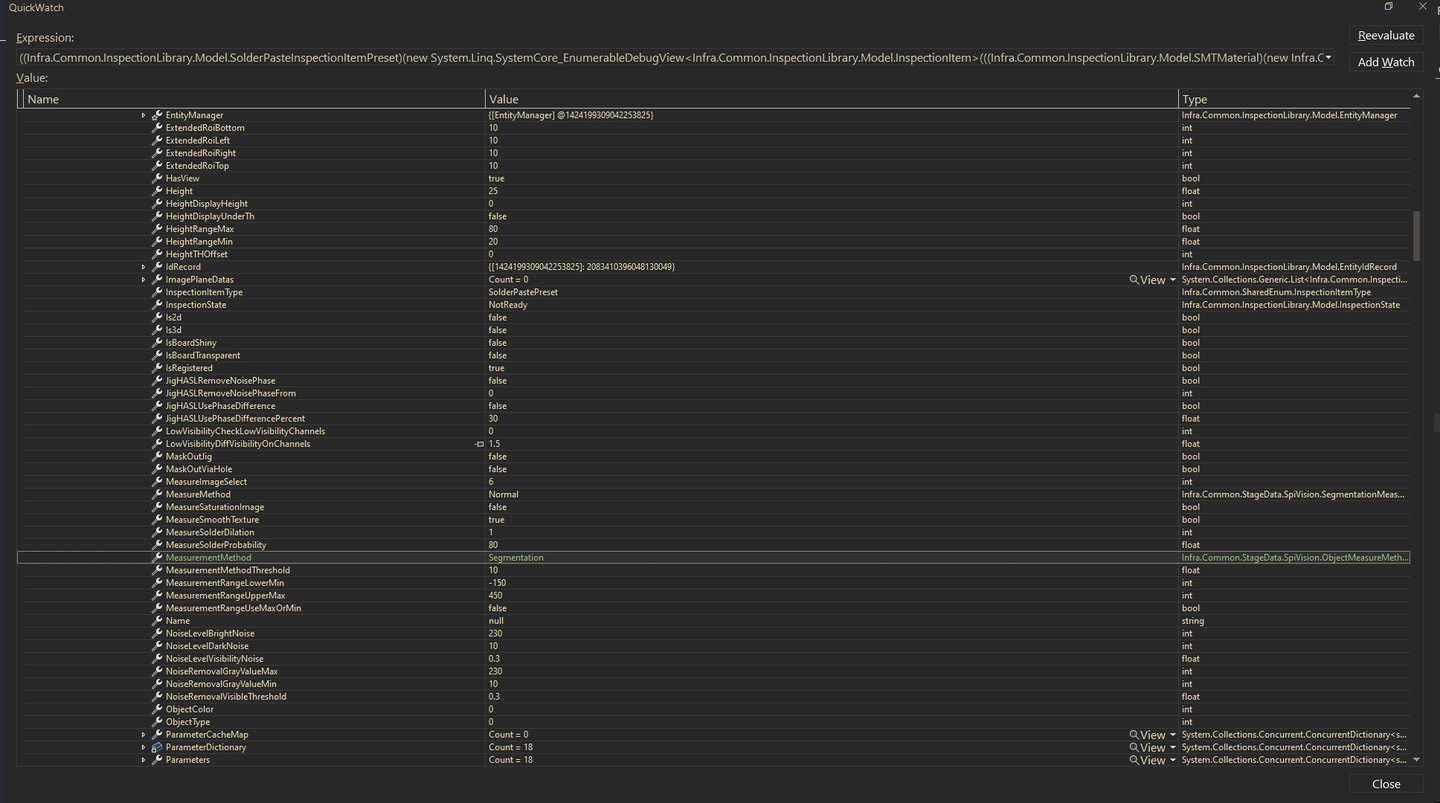 QuickWatch
Expression:
Reevaluate
((Infra.Common.InspectionLibrary.Model.SolderPasteInspectionItemPreset)(new System.Linq.SystemCore_EnumerableDebugView<Infra.Common.InspectionLibrary.Model.InspectionItem>(((Infra.Common.InspectionLibrary.Model.SMTMaterial)(new Infra.C
Add Watch
Value:
Name Value Type
EntityManager {[EntityManager] @1424199309042253825} Infra.Common.InspectionLibrary.Model.EntityManager
ExtendedRoiBottom 10 int
ExtendedRoiLeft 10 int
ExtendedRoiRight 10 int
ExtendedRoiTop 10 int
HasView true bool
Height 25 float
HeightDisplayHeight 0 int
HeightDisplayUnderTh false bool
HeightRangeMax 80 float
HeightRangeMin 20 float
HeightTHOffset 0 int
IdRecord {[1424199309042253825]: 2083410396048130049} Infra.Common.InspectionLibrary.Model.EntityIdRecord
ImagePlaneDatas Count = 0 View System.Collections.Generic.List<Infra.Common.Inspecti...
InspectionItemType SolderPastePreset Infra.Common.SharedEnum.InspectionItemType
InspectionState NotReady Infra.Common.InspectionLibrary.Model.InspectionState
Is2d false bool
Is3d false bool
IsBoardShiny false bool
IsBoardTransparent false bool
IsRegistered true bool
JigHASLRemoveNoisePhase false bool
JigHASLRemoveNoisePhaseFrom 0 int
JigHASLUsePhaseDifference false bool
JigHASLUsePhaseDifferencePercent 30 float
LowVisibilityCheckLowVisibilityChannels 0 int
LowVisibilityDiffVisibilityOnChannels 1.5 float
MaskOutJig false bool
MaskOutViaHole false bool
MeasureImageSelect 6 int
MeasureMethod Normal Infra.Common.StageData.SpiVision.SegmentationMeas...
MeasureSaturationImage false bool
MeasureSmoothTexture true bool
MeasureSolderDilation 1 int
MeasureSolderProbability 80 float
MeasurementMethod Segmentation Infra.Common.StageData.SpiVision.ObjectMeasureMeth...
MeasurementMethodThreshold 10 float
MeasurementRangeLowerMin -150 int
MeasurementRangeUpperMax 450 int
MeasurementRangeUseMaxOrMin false bool
Name null string
NoiseLevelBrightNoise 230 int
NoiseLevelDarkNoise 10 int
NoiseLevelVisibilityNoise 0.3 float
NoiseRemovalGrayValueMax 230 int
NoiseRemovalGrayValueMin 10 int
NoiseRemovalVisibleThreshold 0.3 float
ObjectColor 0 int
ObjectType 0 int
ParameterCacheMap Count = 0 View System.Collections.Concurrent.ConcurrentDictionary<s...
ParameterDictionary Count = 18 View System.Collections.Concurrent.ConcurrentDictionary<s...
Parameters Count = 18 View System.Collections.Concurrent.ConcurrentDictionary<s...
Close